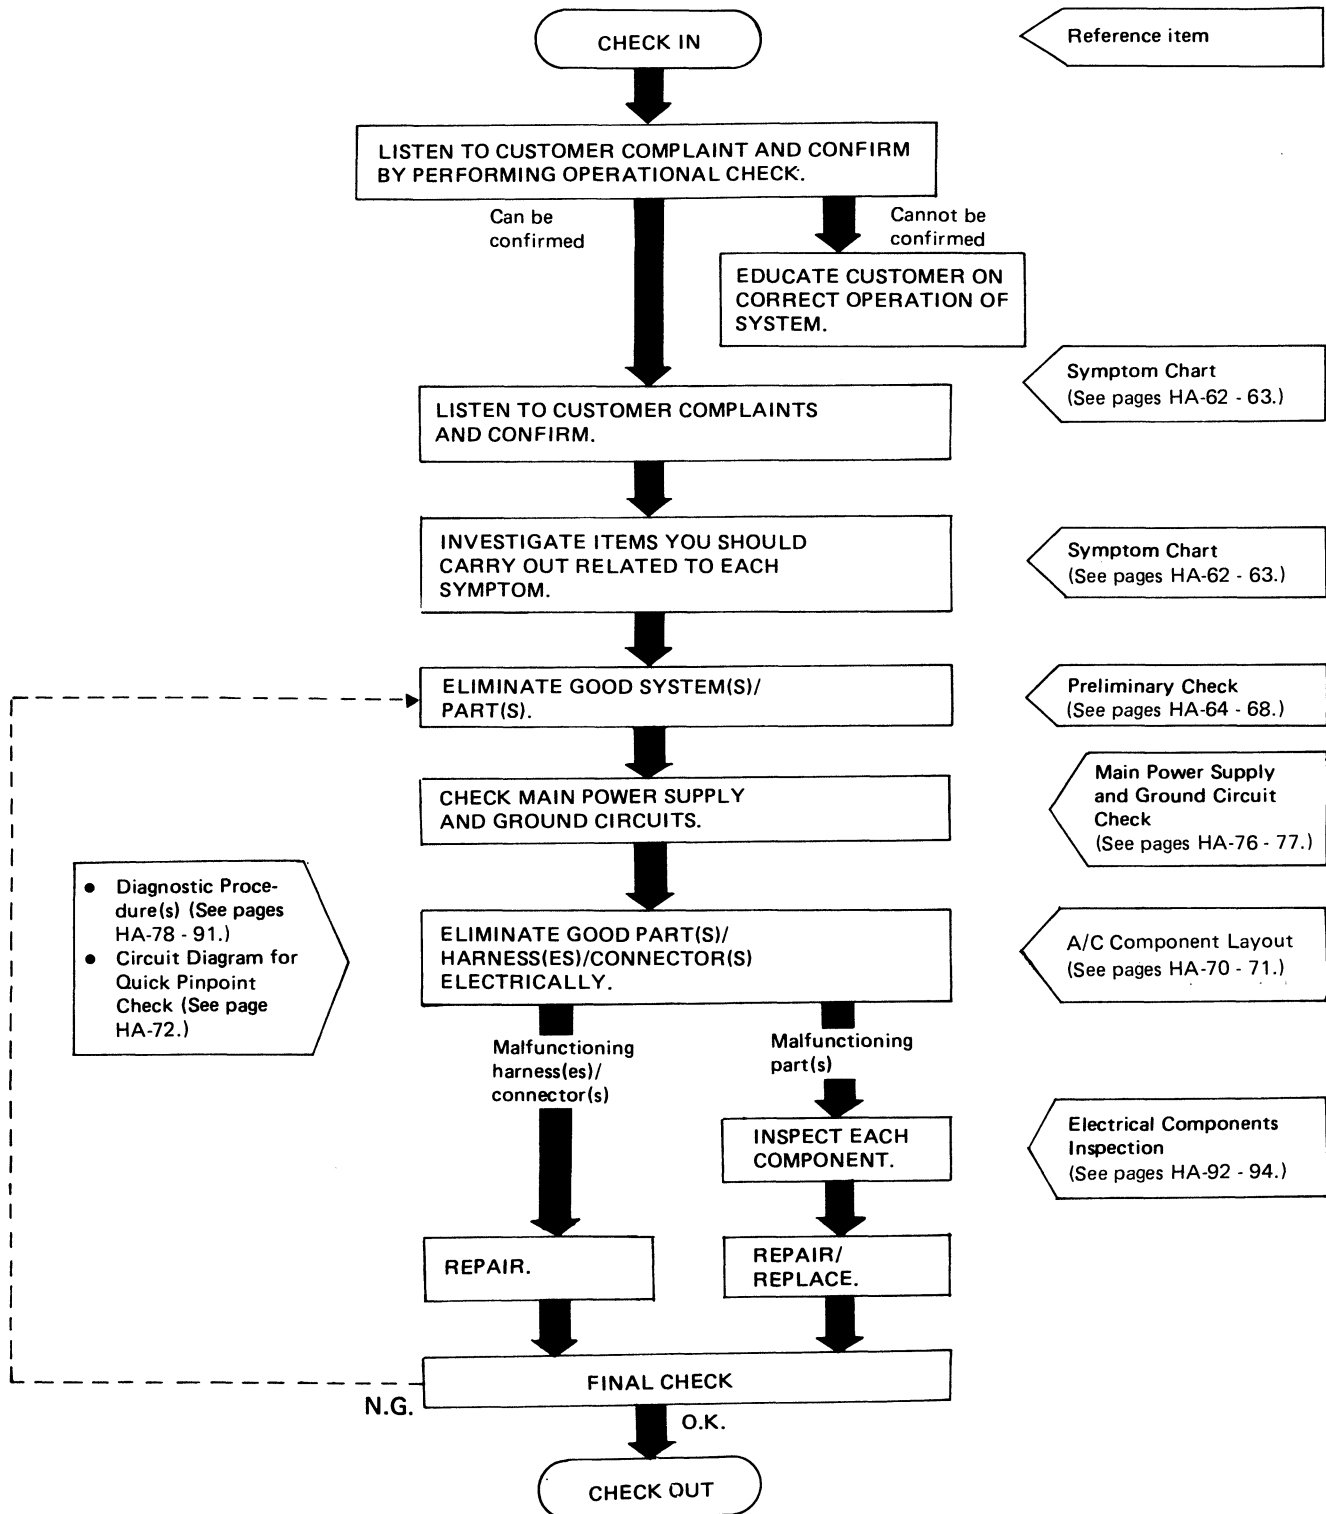 CHECK IN
Reference item
LISTEN TO CUSTOMER COMPLAINT AND CONFIRM
BY PERFORMING OPERATIONAL CHECK.
Can be
confirmed
Cannot be
confirmed
EDUCATE CUSTOMER ON
CORRECT OPERATION OF
SYSTEM.
LISTEN TO CUSTOMER COMPLAINTS
AND CONFIRM.
Symptom Chart
(See pages HA-62 - 63.)
INVESTIGATE ITEMS YOU SHOULD
CARRY OUT RELATED TO EACH
SYMPTOM.
Symptom Chart
(See pages HA-62 - 63.)
ELIMINATE GOOD SYSTEM(S)/
PART(S).
Preliminary Check
(See pages HA-64 - 68.)
CHECK MAIN POWER SUPPLY
AND GROUND CIRCUITS.
Main Power Supply
and Ground Circuit
Check
(See pages HA-76 - 77.)
● Diagnostic Proce-
dure(s) (See pages
HA-78 - 91.)
● Circuit Diagram for
Quick Pinpoint
Check (See page
HA-72.)
ELIMINATE GOOD PART(S)/
HARNESS(ES)/CONNECTOR(S)
ELECTRICALLY.
A/C Component Layout
(See pages HA-70 - 71.)
Malfunctioning
harness(es)/
connector(s)
Malfunctioning
part(s)
INSPECT EACH
COMPONENT.
Electrical Components
Inspection
(See pages HA-92 - 94.)
REPAIR.
REPAIR/
REPLACE.
FINAL CHECK
N.G.
O.K.
CHECK OUT